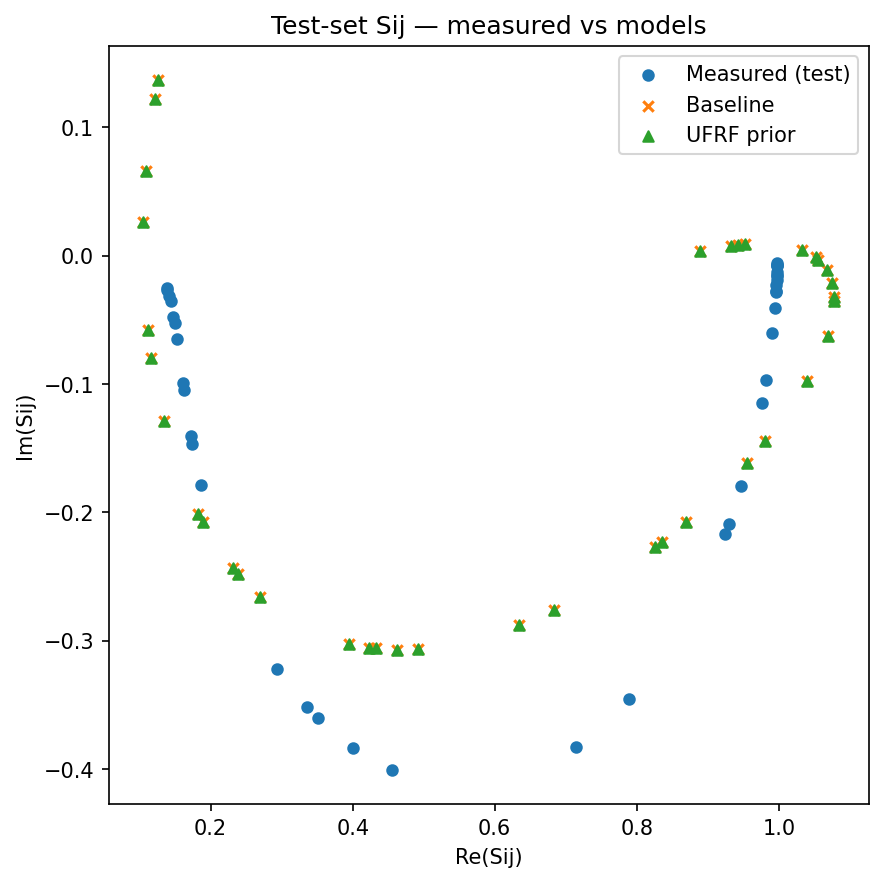 Test-set Sij — measured vs models
Measured (test)
Baseline
UFRF prior
0.1
0.0
−0.1
−0.2
−0.3
−0.4
Im(Sij)
0.2
0.4
0.6
0.8
1.0
Re(Sij)